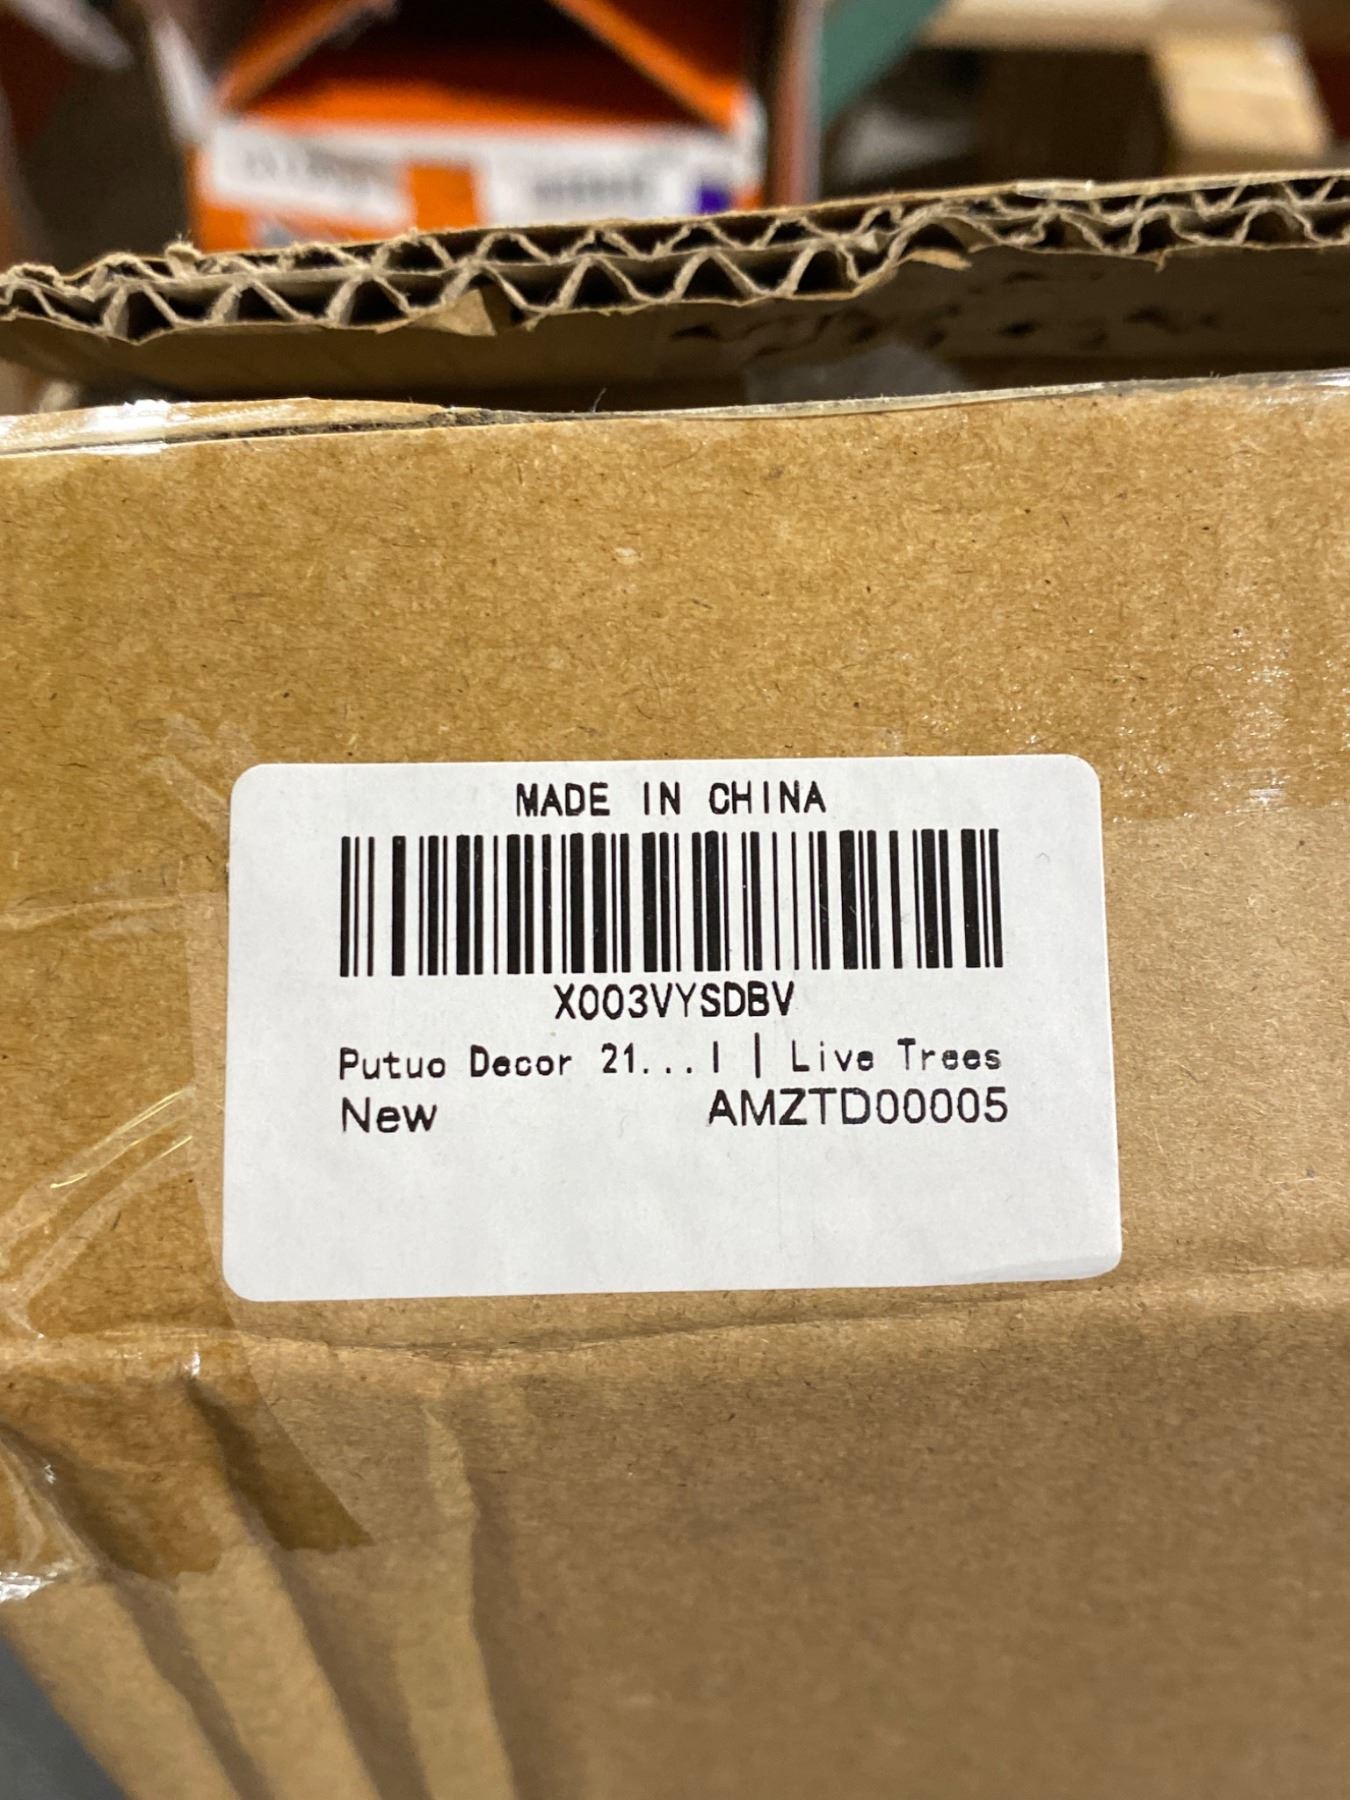 MADE IN CHINA
X003VYSDBV
Putuo Decor 21...l | Live Trees
New AMZTD00005